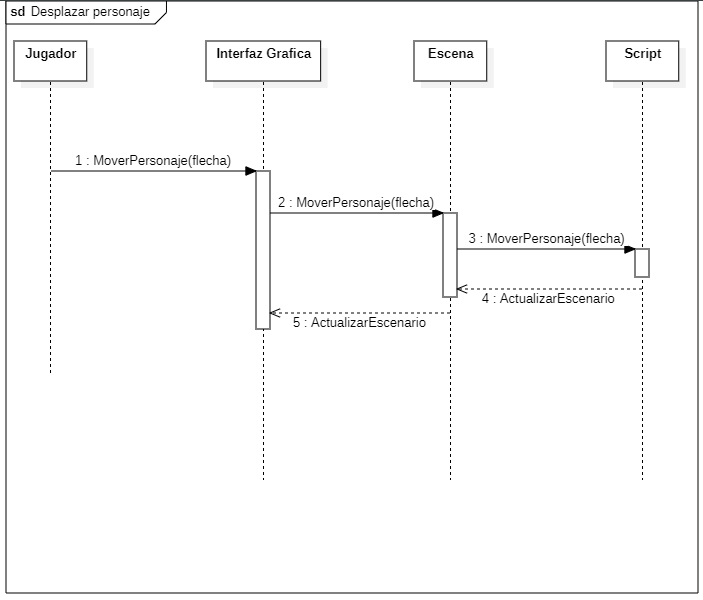 sd Desplazar personaje
Jugador
Interfaz Grafica
Escena
Script
1 : MoverPersonaje(flecha)
2 : MoverPersonaje(flecha)
3 : MoverPersonaje(flecha)
4 : ActualizarEscenario
5 : ActualizarEscenario